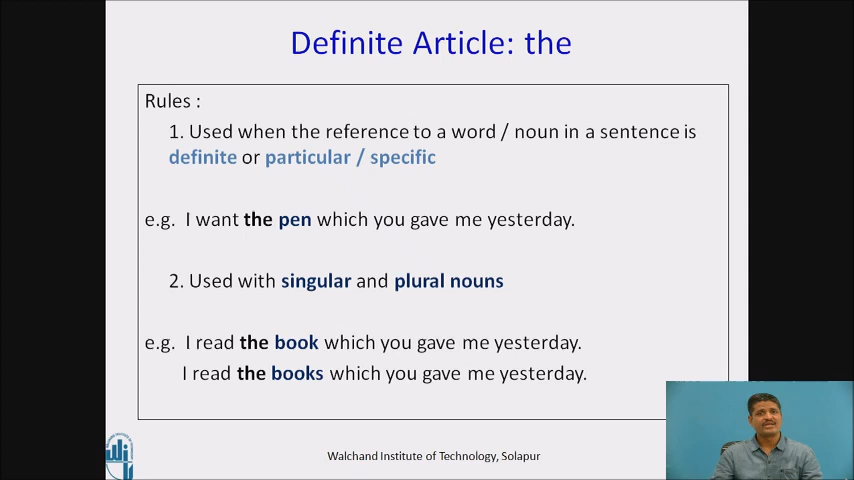 Definite Article: the
Rules :
1. Used when the reference to a word / noun in a sentence is
definite or particular / specific
e.g. I want the pen which you gave me yesterday.
2. Used with singular and plural nouns
e.g. I read the book which you gave me yesterday.
I read the books which you gave me yesterday.
Walchand Institute of Technology, Solapur